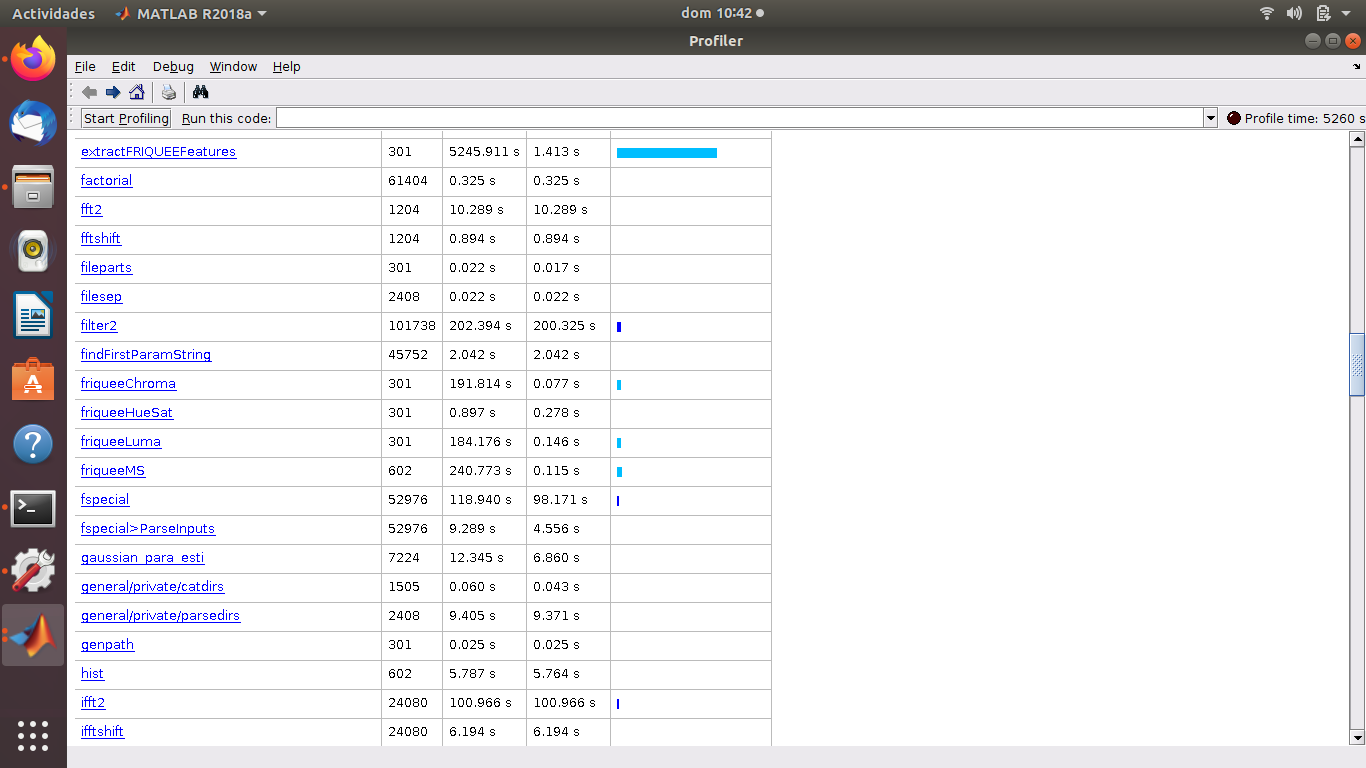 Actividades MATLAB R2018a dom 10:42
Profiler
File Edit Debug Window Help
Start Profiling Run this code: Profile time: 5260 s
extractFRIQUEEFeatures 301 5245.911 s 1.413 s
factorial 61404 0.325 s 0.325 s
fft2 1204 10.289 s 10.289 s
fftshift 1204 0.894 s 0.894 s
fileparts 301 0.022 s 0.017 s
filesep 2408 0.022 s 0.022 s
filter2 101738 202.394 s 200.325 s
findFirstParamString 45752 2.042 s 2.042 s
friqueeChroma 301 191.814 s 0.077 s
friqueeHueSat 301 0.897 s 0.278 s
friqueeLuma 301 184.176 s 0.146 s
friqueeMS 602 240.773 s 0.115 s
fspecial 52976 118.940 s 98.171 s
fspecial>ParseInputs 52976 9.289 s 4.556 s
gaussian_para_esti 7224 12.345 s 6.860 s
general/private/catdirs 1505 0.060 s 0.043 s
general/private/parsedirs 2408 9.405 s 9.371 s
genpath 301 0.025 s 0.025 s
hist 602 5.787 s 5.764 s
ifft2 24080 100.966 s 100.966 s
ifftshift 24080 6.194 s 6.194 s